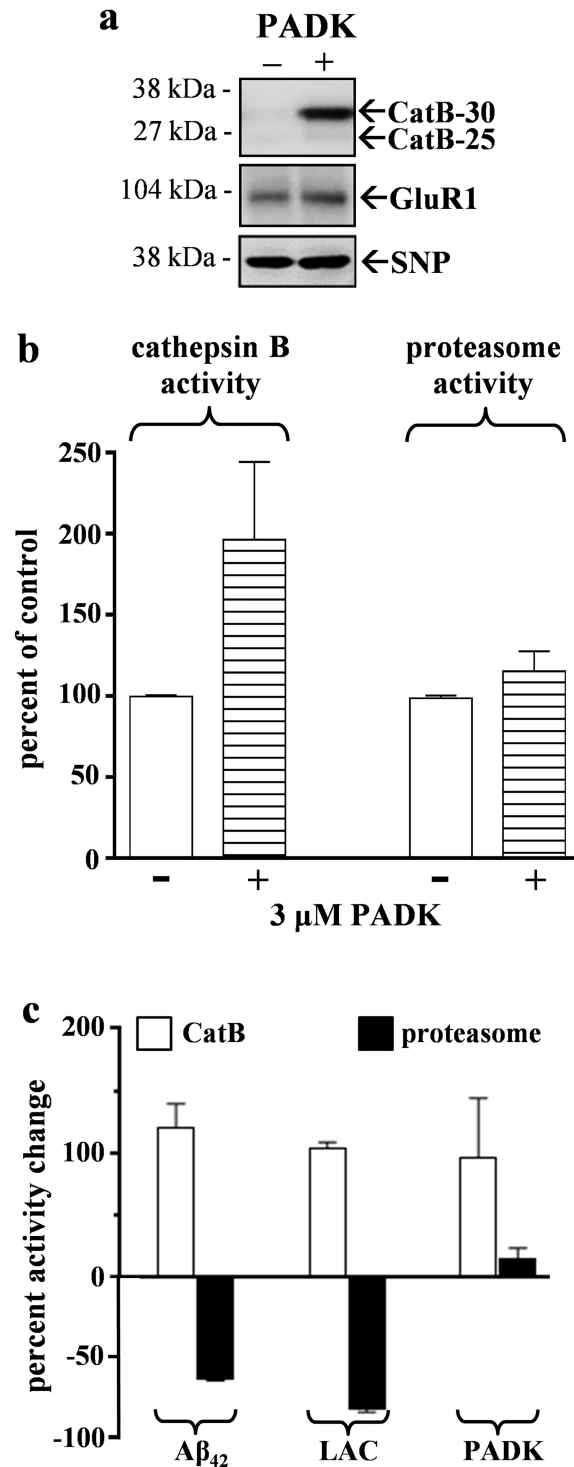 a
PADK
– +
38 kDa -
←CatB-30
27 kDa -
←CatB-25
104 kDa -
←GluR1
38 kDa -
←SNP
b
cathepsin B activity
proteasome activity
percent of control
250
200
150
100
50
0
- + - +
3 μM PADK
c
CatB
proteasome
percent activity change
200
100
0
-50
-100
Aβ₄₂ LAC PADK